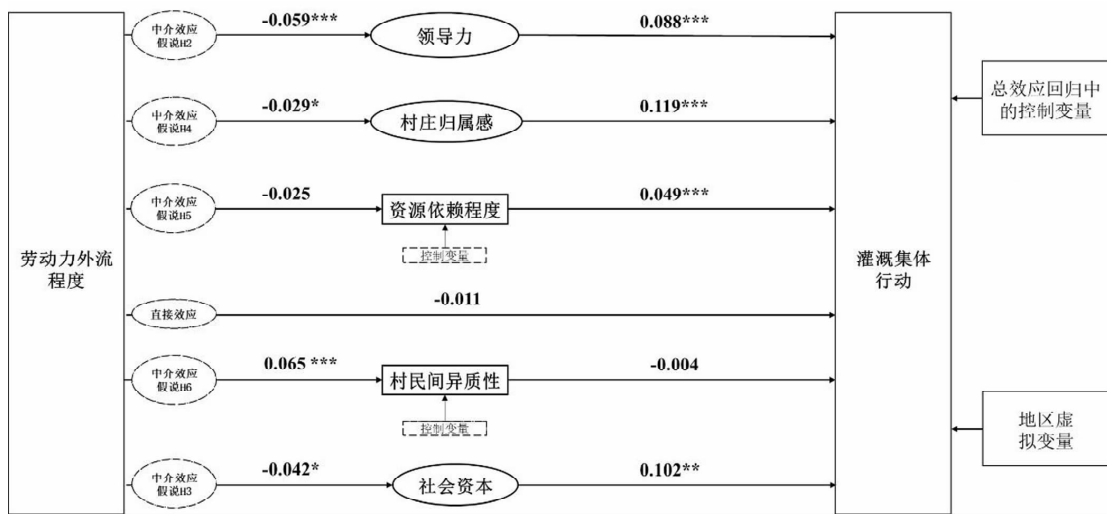 劳动力外流
程度
中介效应
假说H2
-0.059***
领导力
0.088***
中介效应
假说H4
-0.029*
村庄归属感
0.119***
中介效应
假说H5
-0.025
资源依赖程度
0.049***
控制变量
直接效应
-0.011
中介效应
假说H6
0.065 ***
村民间异质性
-0.004
控制变量
中介效应
假说H3
-0.042*
社会资本
0.102**
灌溉集体
行动
总效应回归中
的控制变量
地区虚
拟变量